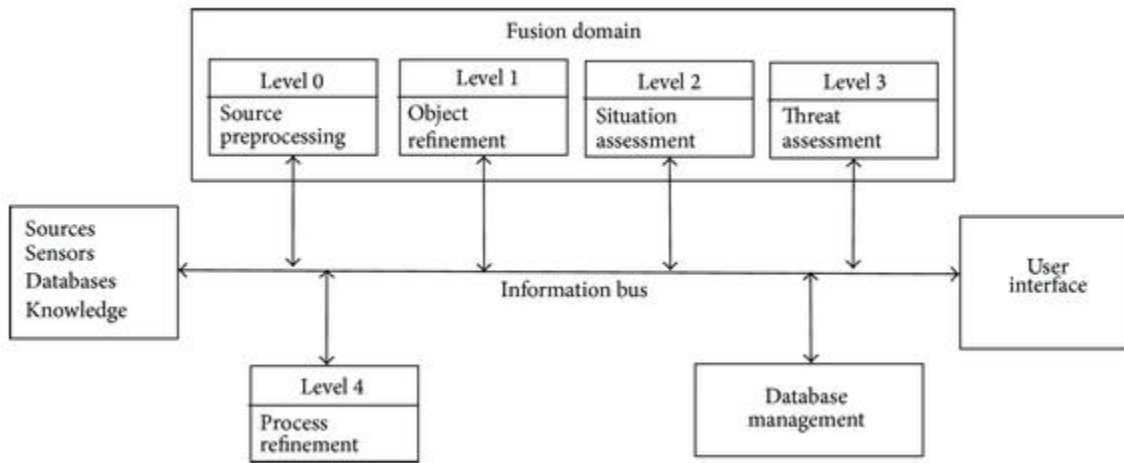 Fusion domain
Level 0
Source
preprocessing
Level 1
Object
refinement
Level 2
Situation
assessment
Level 3
Threat
assessment
Sources
Sensors
Databases
Knowledge
Information bus
User
interface
Level 4
Process
refinement
Database
management